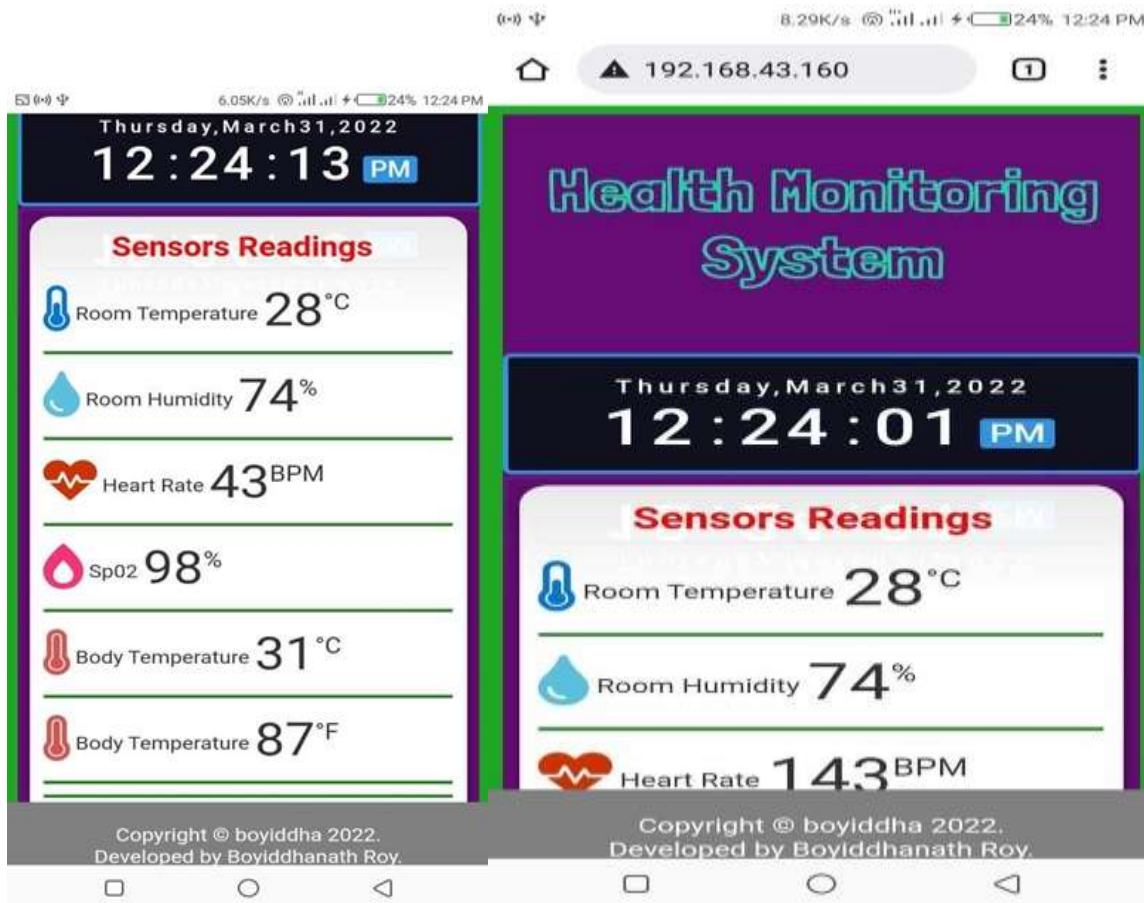 6.05K/s 24% 12:24 PM
Thursday,March31,2022
12:24:13 PM
Sensors Readings
Room Temperature 28°C
Room Humidity 74%
Heart Rate 43BPM
Sp02 98%
Body Temperature 31°C
Body Temperature 87°F
Copyright © boyiddha 2022.
Developed by Boyiddhanath Roy.
8.29K/s 24% 12:24 PM
192.168.43.160 1
Health Monitoring
System
Thursday,March31,2022
12:24:01 PM
Sensors Readings
Room Temperature 28°C
Room Humidity 74%
Heart Rate 143BPM
Copyright © boyiddha 2022.
Developed by Boyiddhanath Roy.